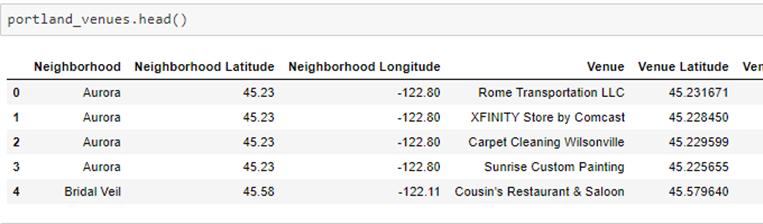 portland_venues.head()
Neighborhood Neighborhood Latitude Neighborhood Longitude Venue Venue Latitude Ven
0 Aurora 45.23 -122.80 Rome Transportation LLC 45.231671
1 Aurora 45.23 -122.80 XFINITY Store by Comcast 45.228450
2 Aurora 45.23 -122.80 Carpet Cleaning Wilsonville 45.229599
3 Aurora 45.23 -122.80 Sunrise Custom Painting 45.225655
4 Bridal Veil 45.58 -122.11 Cousin's Restaurant & Saloon 45.579640